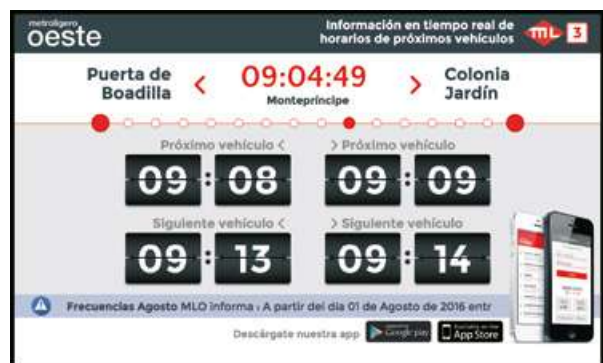 metroligero
oeste
Información en tiempo real de
horarios de próximos vehículos
ML 3
Puerta de
Boadilla
<
09:04:49
Montepríncipe
>
Colonia
Jardín
Próximo vehículo <
> Próximo vehículo
09:08
09:09
Siguiente vehículo <
> Siguiente vehículo
09:13
09:14
Frecuencias Agosto MLO informa : A partir del día 01 de Agosto de 2016 entr
Descárgate nuestra app
Google play
App Store